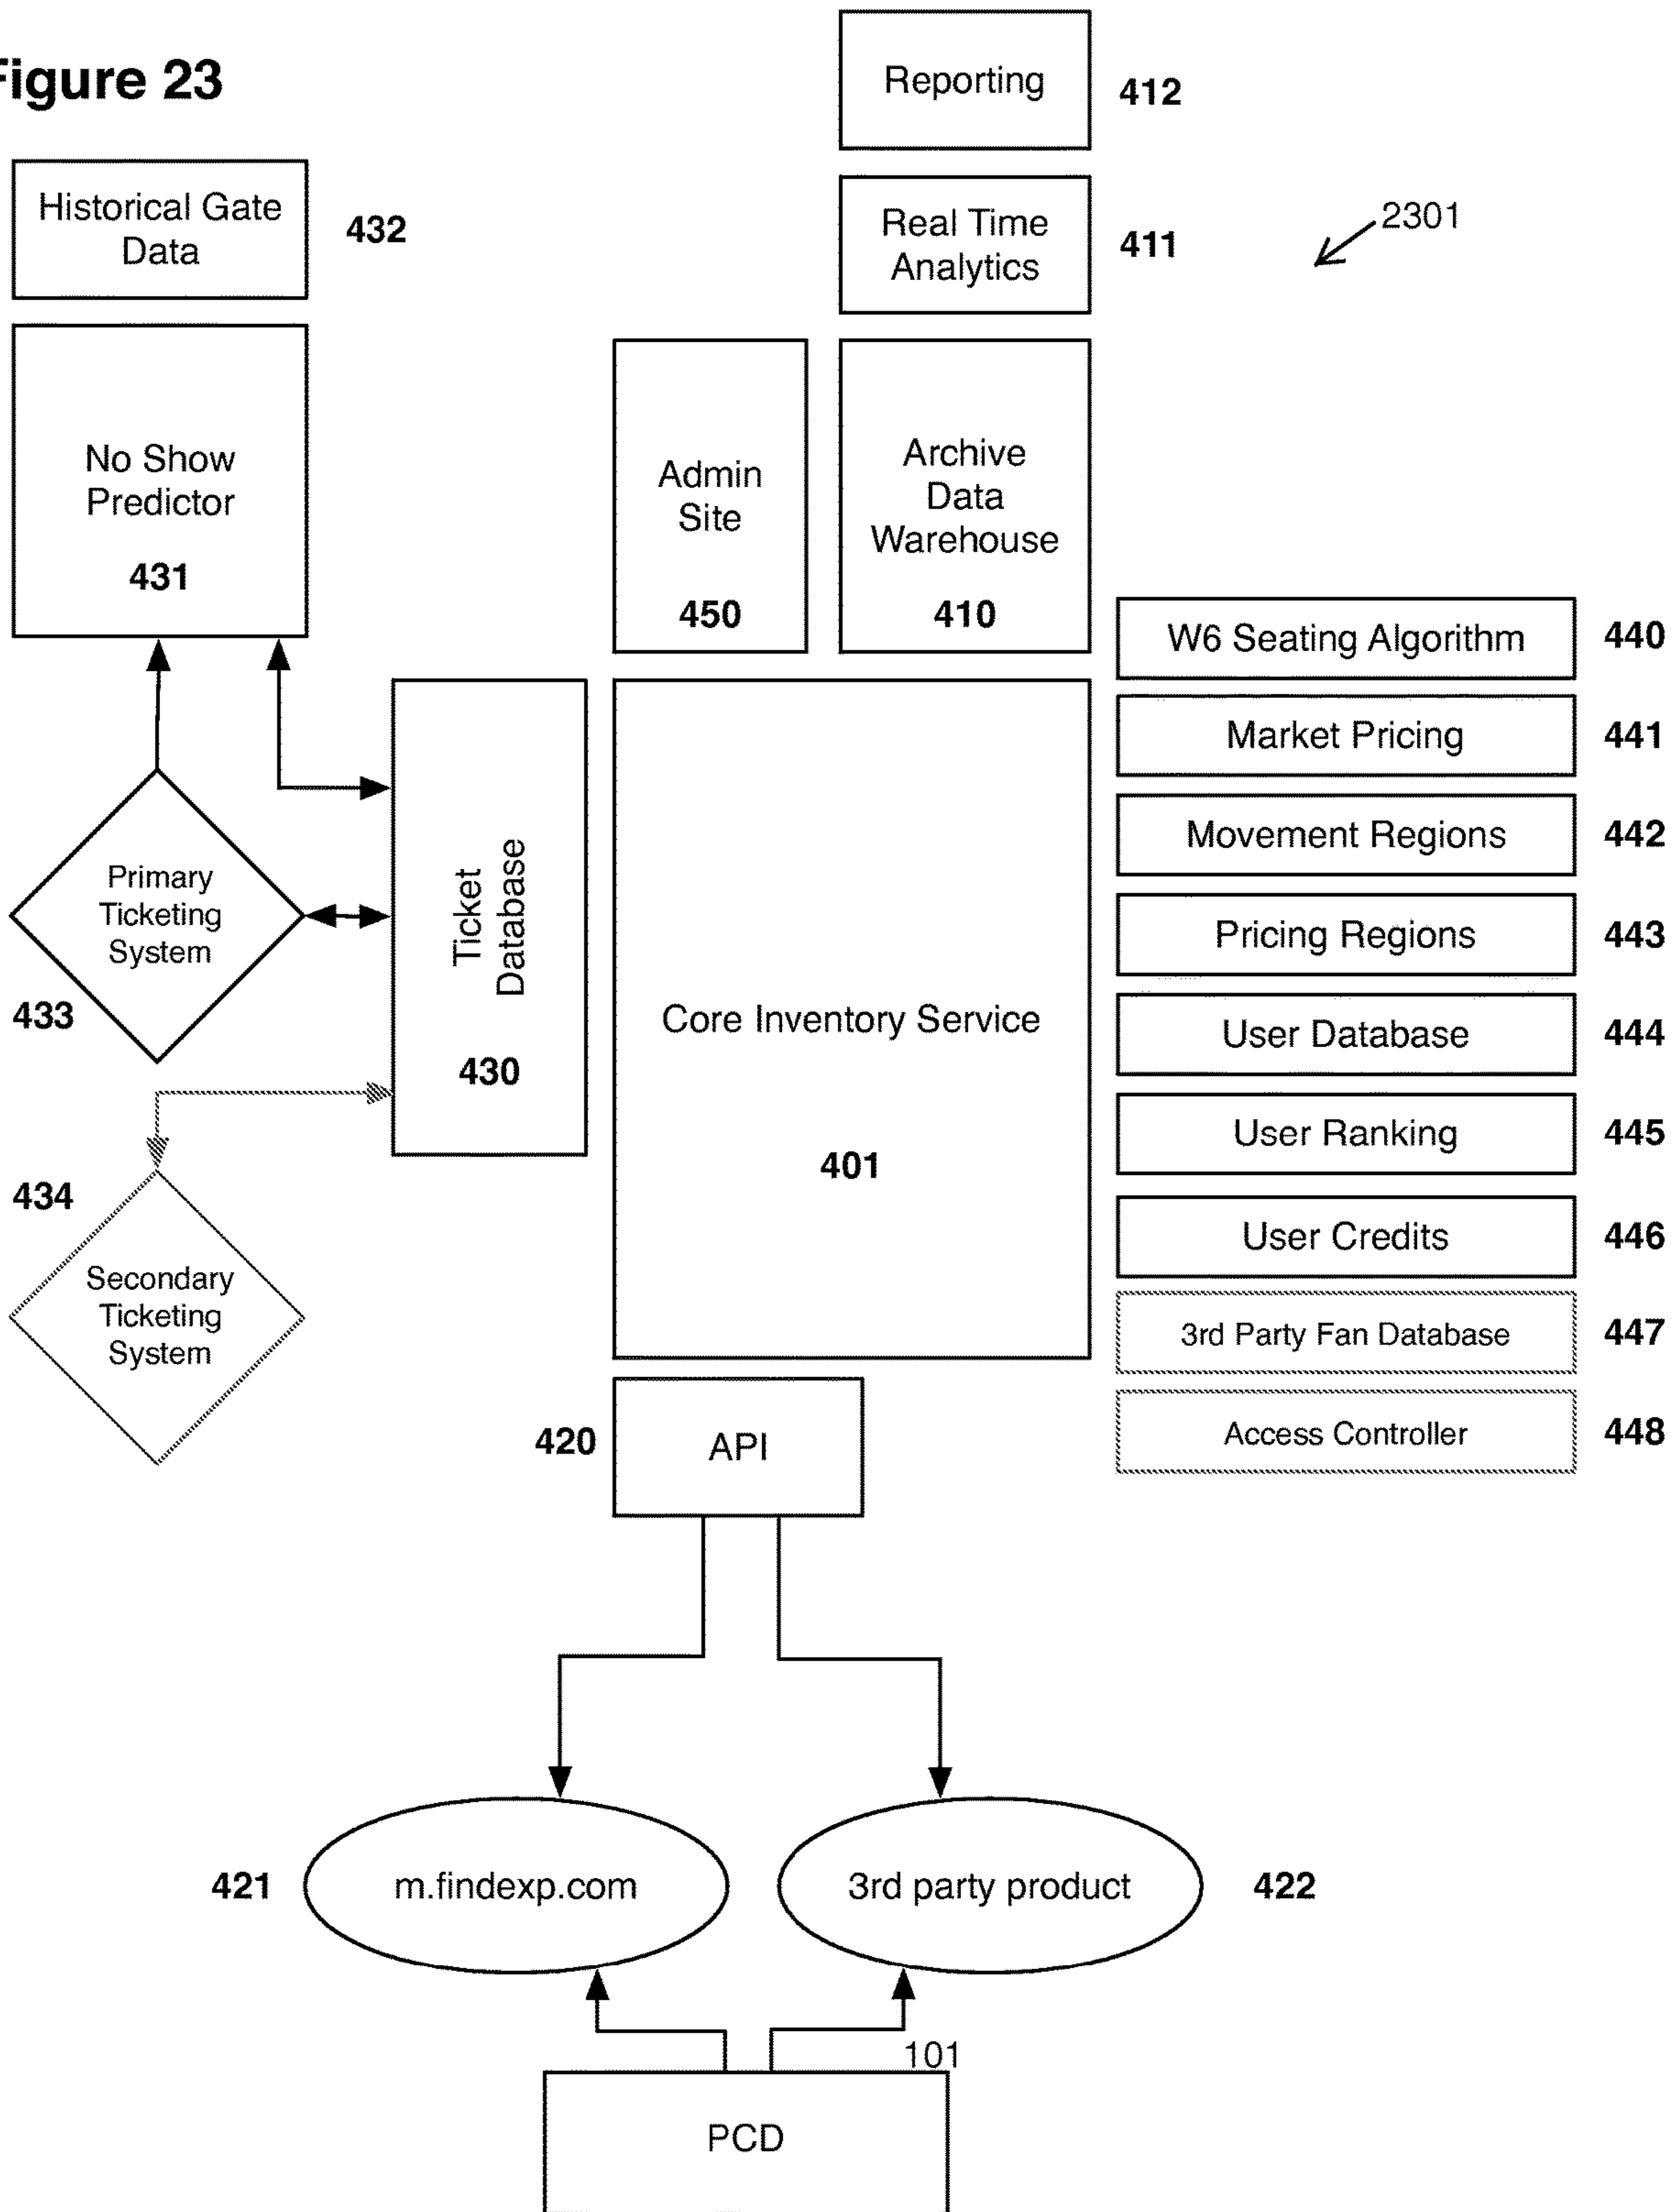 Figure 23
Reporting
412
Historical Gate
Data
432
Real Time
Analytics
411
2301
No Show
Predictor
431
Admin
Site
450
Archive
Data
Warehouse
410
W6 Seating Algorithm
440
Market Pricing
441
Movement Regions
442
Pricing Regions
443
User Database
444
User Ranking
445
User Credits
446
3rd Party Fan Database
447
Access Controller
448
Primary
Ticketing
System
433
Ticket
Database
430
Core Inventory Service
401
434
Secondary
Ticketing
System
420
API
421
m.findexp.com
3rd party product
422
101
PCD